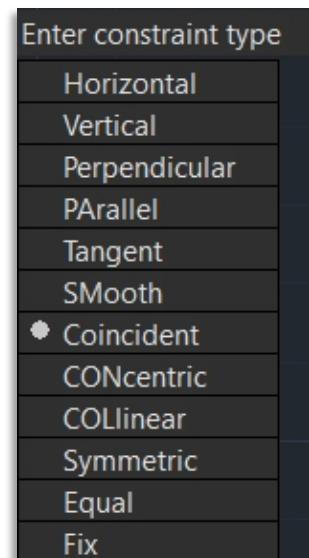 Enter constraint type
Horizontal
Vertical
Perpendicular
PArallel
Tangent
SMooth
Coincident
CONcentric
COLlinear
Symmetric
Equal
Fix